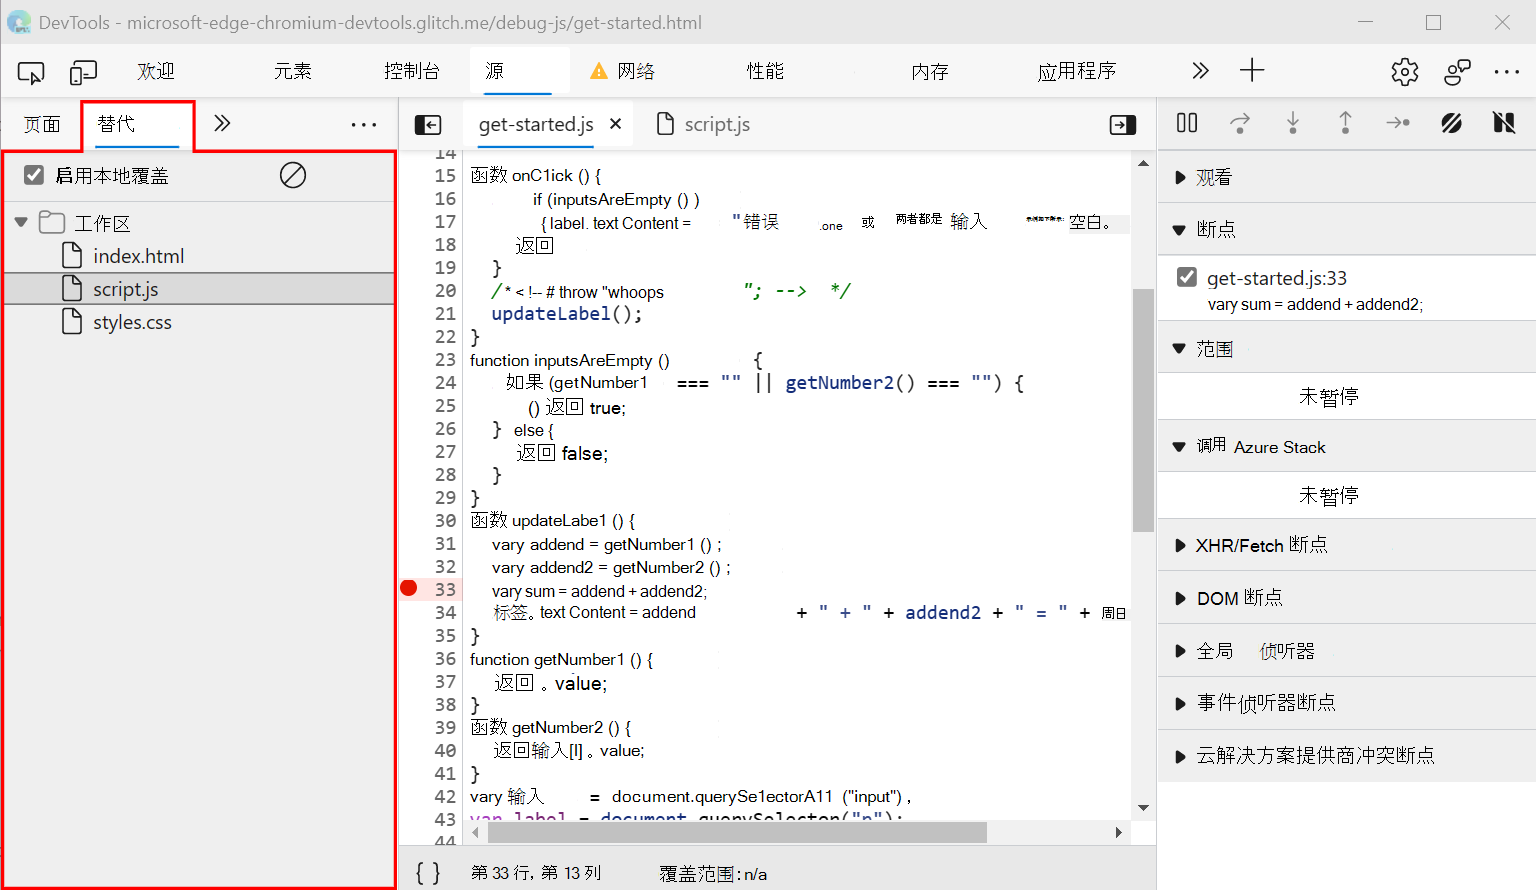 DevTools - microsoft-edge-chromium-devtools.glitch.me/debug-js/get-started.html
欢迎 元素 控制台 源 网络 性能 内存 应用程序
页面 替代
启用本地覆盖
工作区
index.html
script.js
styles.css
get-started.js × script.js
14
15 函数 onC1ick () {
16 if (inputsAreEmpty () )
17 { label. text Content = "错误 .one 或 两者都是 输入 空白。
18 返回
19 }
20 /* < !-- # throw "whoops "; --> */
21 updateLabel();
22 }
23 function inputsAreEmpty () {
24 如果 (getNumber1 === "" || getNumber2() === "") {
25 () 返回 true;
26 } else {
27 返回 false;
28 }
29 }
30 函数 updateLabe1 () {
31 vary addend = getNumber1 () ;
32 vary addend2 = getNumber2 () ;
33 vary sum = addend + addend2;
34 标签。text Content = addend + " + " + addend2 + " = " + 周日
35 }
36 function getNumber1 () {
37 返回 。value;
38 }
39 函数 getNumber2 () {
40 返回输入[I] 。value;
41 }
42 vary 输入 = document.querySe1ectorA11 ("input") ,
43 var label = document.querySelector("p");
44
{ } 第 33 行, 第 13 列 覆盖范围: n/a
观看
断点
get-started.js:33
vary sum = addend + addend2;
范围
未暂停
调用 Azure Stack
未暂停
XHR/Fetch 断点
DOM 断点
全局 侦听器
事件侦听器断点
云解决方案提供商冲突断点